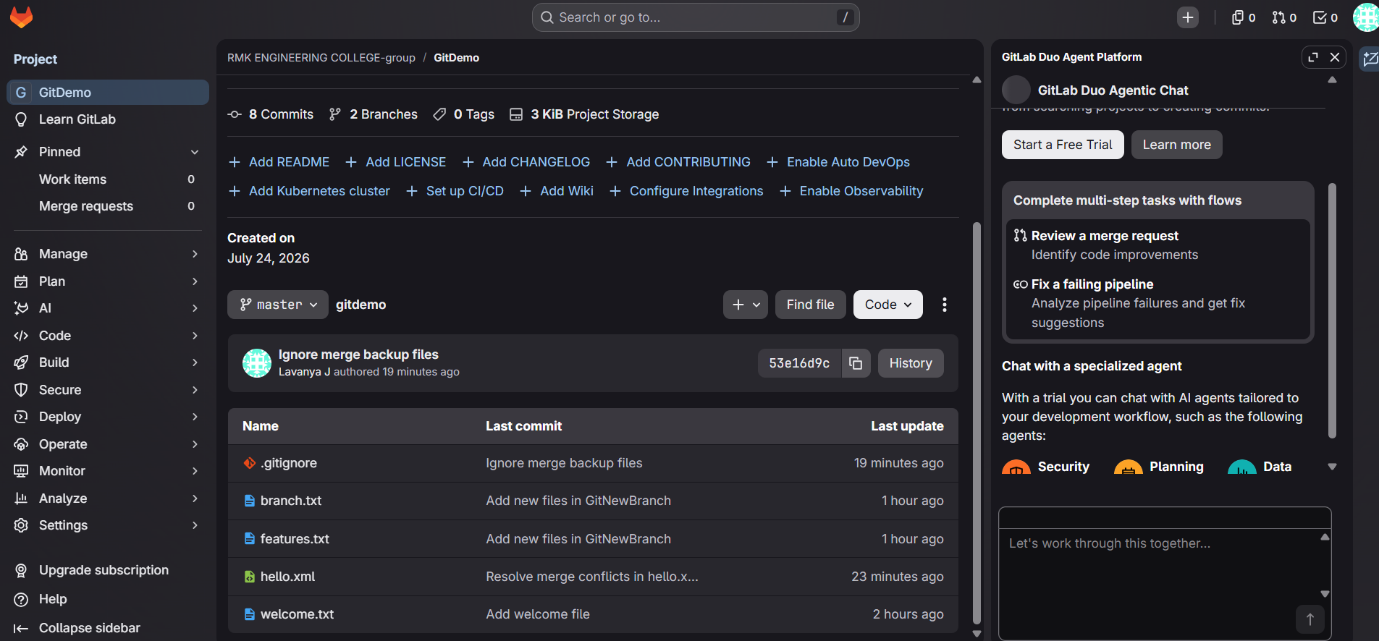 Search or go to...
/
0
0
0
Project
G GitDemo
Learn GitLab
Pinned
Work items 0
Merge requests 0
Manage
Plan
AI
Code
Build
Secure
Deploy
Operate
Monitor
Analyze
Settings
Upgrade subscription
Help
Collapse sidebar
RMK ENGINEERING COLLEGE-group / GitDemo
8 Commits 2 Branches 0 Tags 3 KiB Project Storage
+ Add README + Add LICENSE + Add CHANGELOG + Add CONTRIBUTING + Enable Auto DevOps
+ Add Kubernetes cluster + Set up CI/CD + Add Wiki + Configure Integrations + Enable Observability
Created on
July 24, 2026
master gitdemo + Find file Code
Ignore merge backup files
Lavanya J authored 19 minutes ago
53e16d9c History
Name Last commit Last update
.gitignore Ignore merge backup files 19 minutes ago
branch.txt Add new files in GitNewBranch 1 hour ago
features.txt Add new files in GitNewBranch 1 hour ago
hello.xml Resolve merge conflicts in hello.x... 23 minutes ago
welcome.txt Add welcome file 2 hours ago
GitLab Duo Agent Platform
GitLab Duo Agentic Chat
from searching projects to creating commits.
Start a Free Trial Learn more
Complete multi-step tasks with flows
Review a merge request
Identify code improvements
Fix a failing pipeline
Analyze pipeline failures and get fix
suggestions
Chat with a specialized agent
With a trial you can chat with AI agents tailored to
your development workflow, such as the following
agents:
Security Planning Data
Let's work through this together...